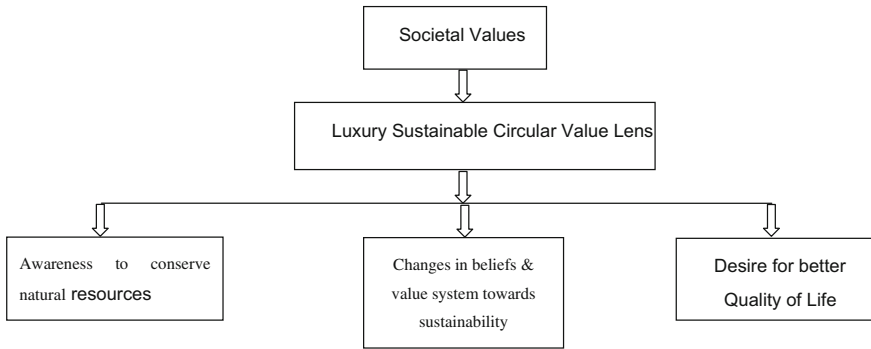 Societal Values
Luxury Sustainable Circular Value Lens
Awareness to conserve
natural resources
Changes in beliefs &
value system towards
sustainability
Desire for better
Quality of Life